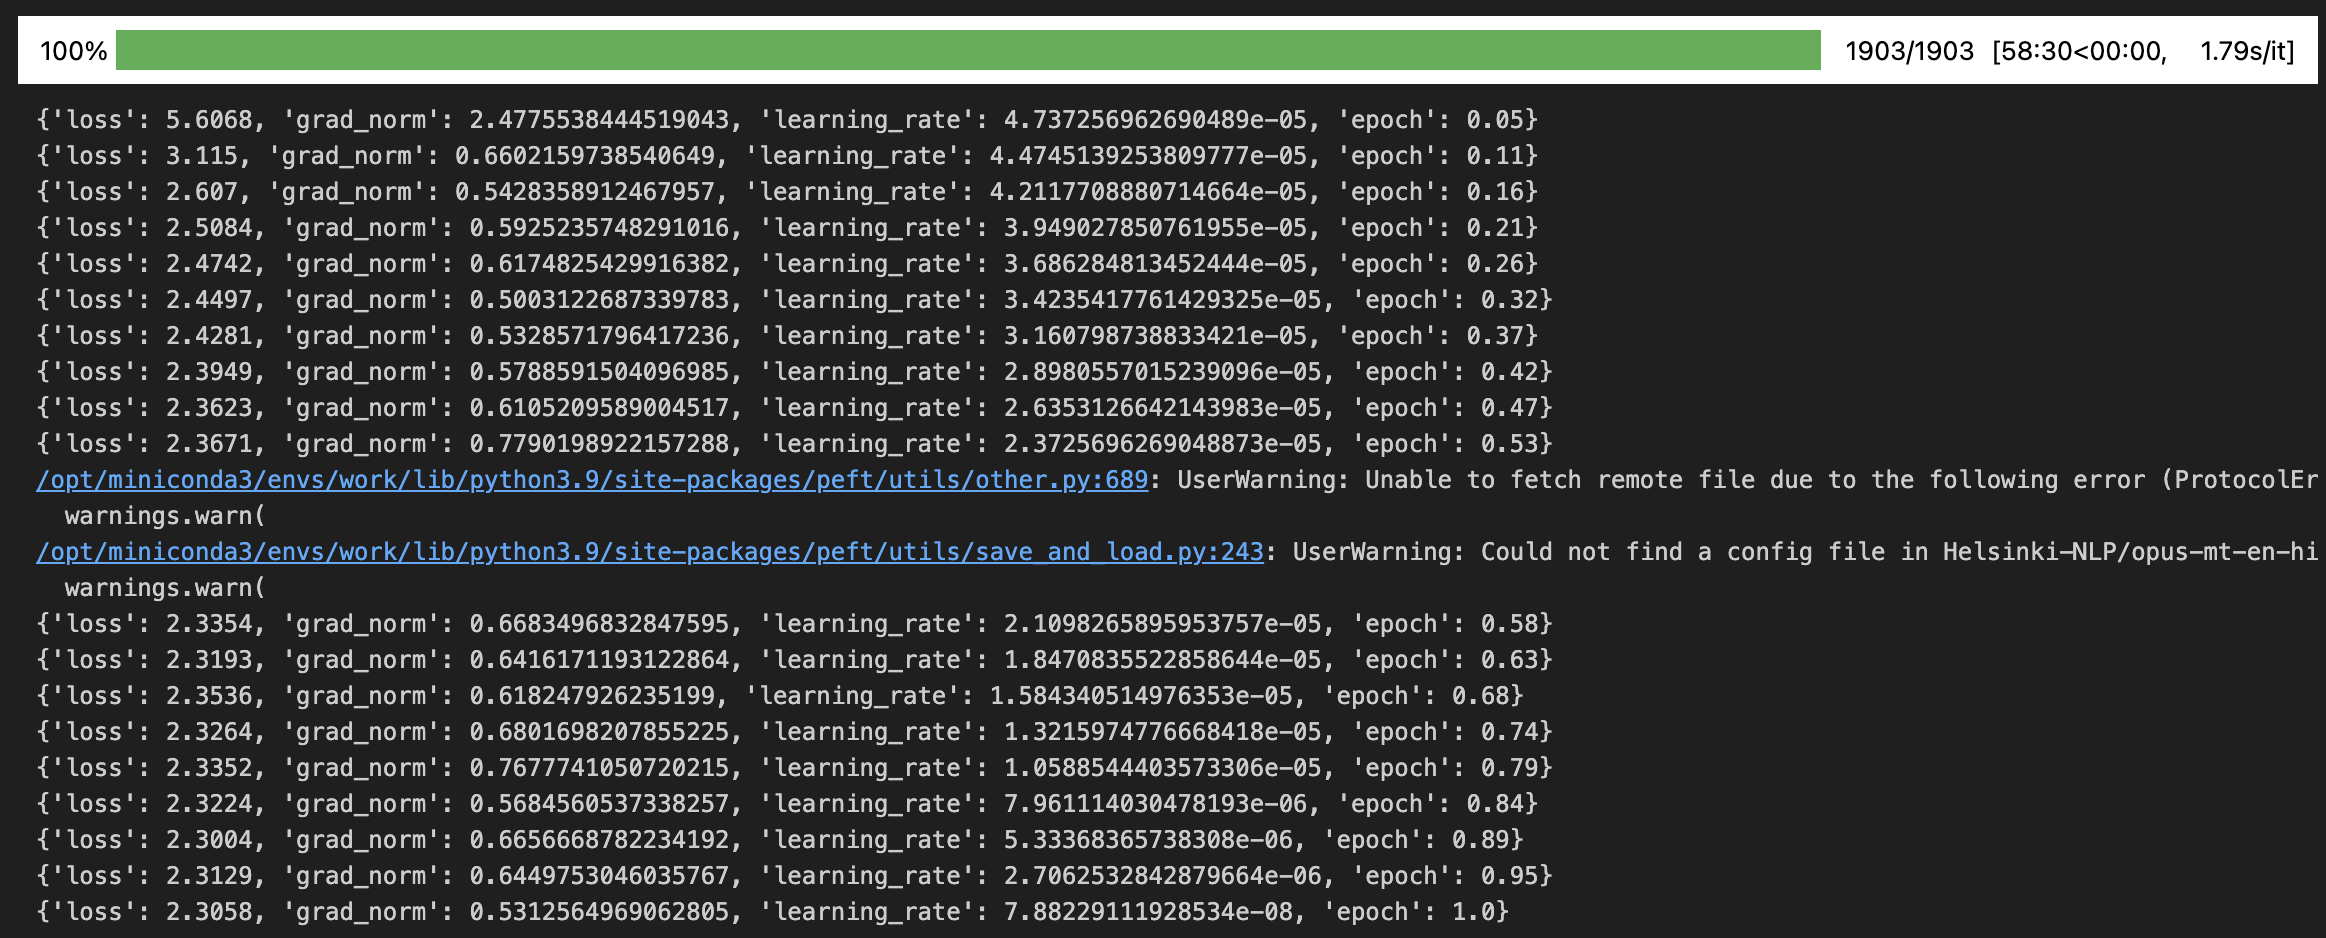 100% 1903/1903 [58:30<00:00, 1.79s/it]
{'loss': 5.6068, 'grad_norm': 2.4775538444519043, 'learning_rate': 4.737256962690489e-05, 'epoch': 0.05}
{'loss': 3.115, 'grad_norm': 0.6602159738540649, 'learning_rate': 4.4745139253809777e-05, 'epoch': 0.11}
{'loss': 2.607, 'grad_norm': 0.5428358912467957, 'learning_rate': 4.2117708880714664e-05, 'epoch': 0.16}
{'loss': 2.5084, 'grad_norm': 0.5925235748291016, 'learning_rate': 3.949027850761955e-05, 'epoch': 0.21}
{'loss': 2.4742, 'grad_norm': 0.6174825429916382, 'learning_rate': 3.686284813452444e-05, 'epoch': 0.26}
{'loss': 2.4497, 'grad_norm': 0.5003122687339783, 'learning_rate': 3.4235417761429325e-05, 'epoch': 0.32}
{'loss': 2.4281, 'grad_norm': 0.5328571796417236, 'learning_rate': 3.160798738833421e-05, 'epoch': 0.37}
{'loss': 2.3949, 'grad_norm': 0.5788591504096985, 'learning_rate': 2.8980557015239096e-05, 'epoch': 0.42}
{'loss': 2.3623, 'grad_norm': 0.6105209589004517, 'learning_rate': 2.6353126642143983e-05, 'epoch': 0.47}
{'loss': 2.3671, 'grad_norm': 0.7790198922157288, 'learning_rate': 2.3725696269048873e-05, 'epoch': 0.53}
/opt/miniconda3/envs/work/lib/python3.9/site-packages/peft/utils/other.py:689: UserWarning: Unable to fetch remote file due to the following error (ProtocolEr
warnings.warn(
/opt/miniconda3/envs/work/lib/python3.9/site-packages/peft/utils/save_and_load.py:243: UserWarning: Could not find a config file in Helsinki-NLP/opus-mt-en-hi
warnings.warn(
{'loss': 2.3354, 'grad_norm': 0.6683496832847595, 'learning_rate': 2.1098265895953757e-05, 'epoch': 0.58}
{'loss': 2.3193, 'grad_norm': 0.6416171193122864, 'learning_rate': 1.8470835522858644e-05, 'epoch': 0.63}
{'loss': 2.3536, 'grad_norm': 0.618247926235199, 'learning_rate': 1.584340514976353e-05, 'epoch': 0.68}
{'loss': 2.3264, 'grad_norm': 0.6801698207855225, 'learning_rate': 1.3215974776668418e-05, 'epoch': 0.74}
{'loss': 2.3352, 'grad_norm': 0.7677741050720215, 'learning_rate': 1.0588544403573306e-05, 'epoch': 0.79}
{'loss': 2.3224, 'grad_norm': 0.5684560537338257, 'learning_rate': 7.961114030478193e-06, 'epoch': 0.84}
{'loss': 2.3004, 'grad_norm': 0.6656668782234192, 'learning_rate': 5.33368365738308e-06, 'epoch': 0.89}
{'loss': 2.3129, 'grad_norm': 0.6449753046035767, 'learning_rate': 2.7062532842879664e-06, 'epoch': 0.95}
{'loss': 2.3058, 'grad_norm': 0.5312564969062805, 'learning_rate': 7.88229111928534e-08, 'epoch': 1.0}